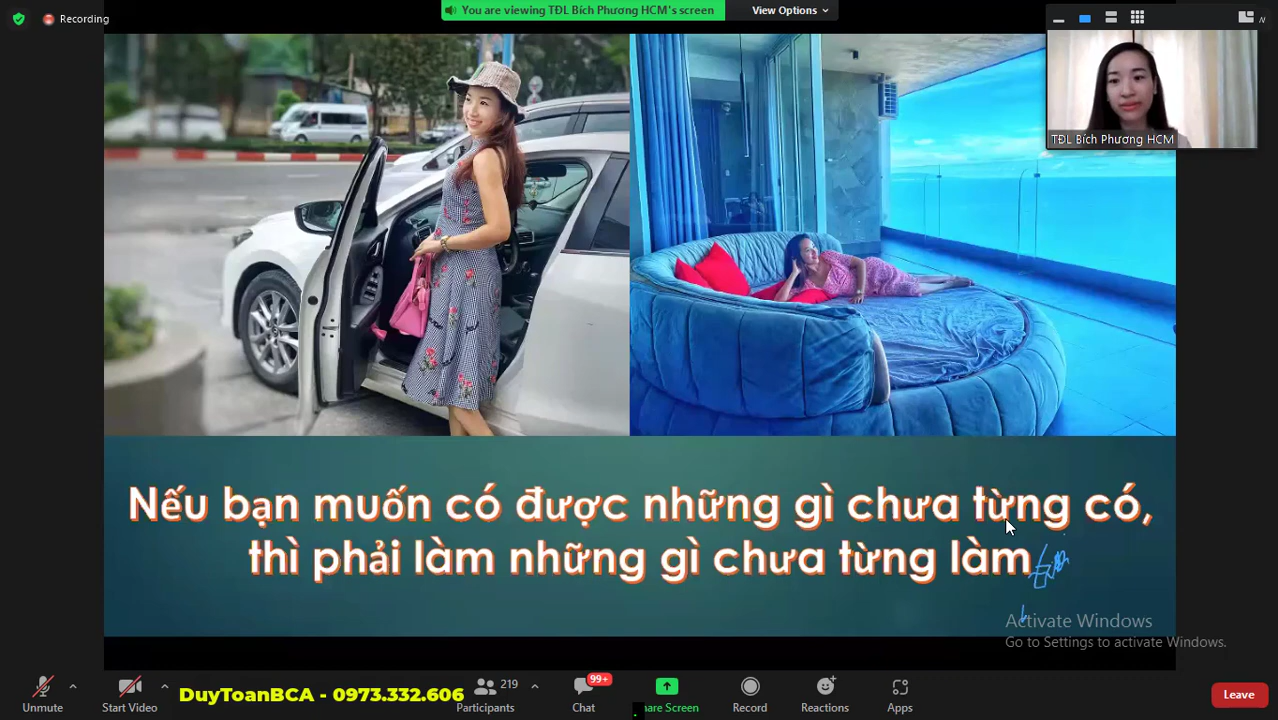 Recording
You are viewing TĐL Bích Phương HCM's screen
View Options
TĐL Bích Phương HCM
Nếu bạn muốn có được những gì chưa từng có,
thì phải làm những gì chưa từng làm
Activate Windows
Go to Settings to activate Windows.
Unmute
Start Video
DuyToanBCA - 0973.332.606
219
Participants
99+
Chat
hare Screen
Record
Reactions
Apps
Leave